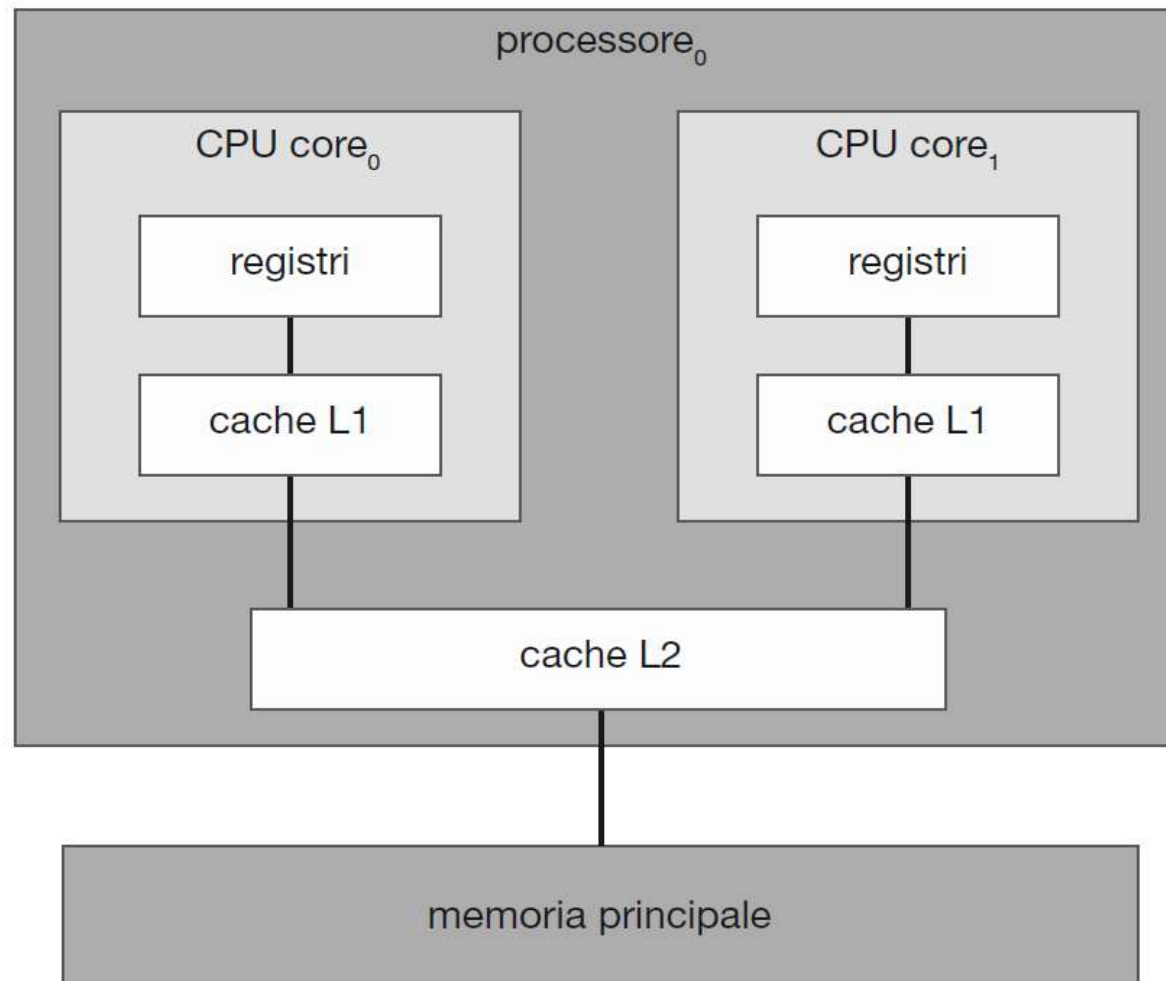 processore₀
CPU core₀
CPU core₁
registri
registri
cache L1
cache L1
cache L2
memoria principale